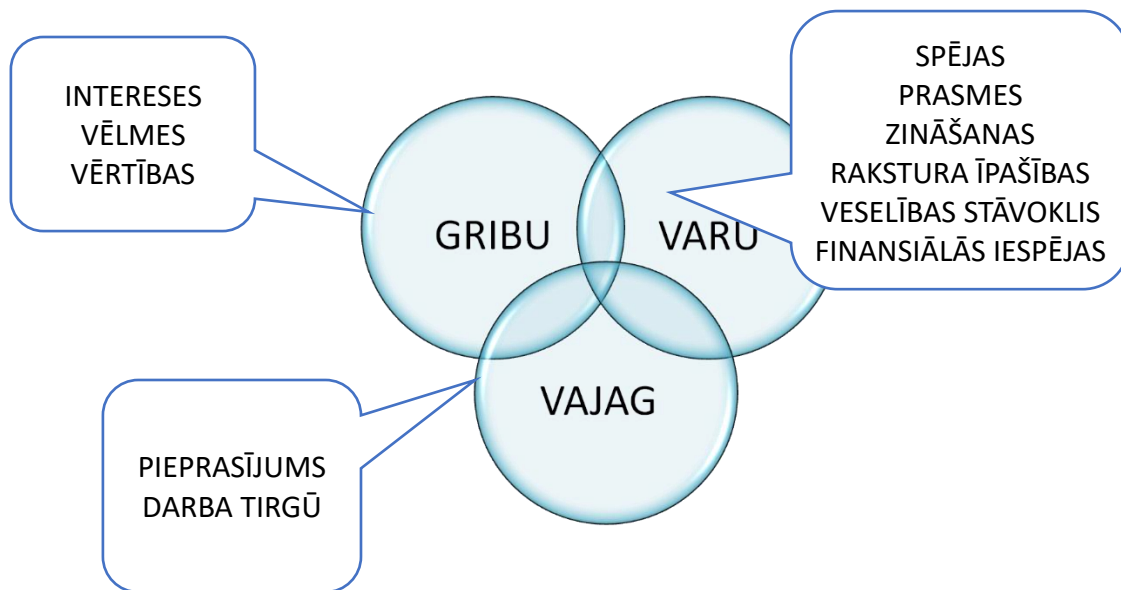 INTERESES
VĒLMES
VĒRTĪBAS
SPĒJAS
PRASMES
ZINĀŠANAS
RAKSTURA ĪPAŠĪBAS
VESELĪBAS STĀVOKLIS
FINANSIĀLĀS IESPĒJAS
GRIBU
VARU
VAJAG
PIEPRASĪJUMS
DARBA TIRGŪ